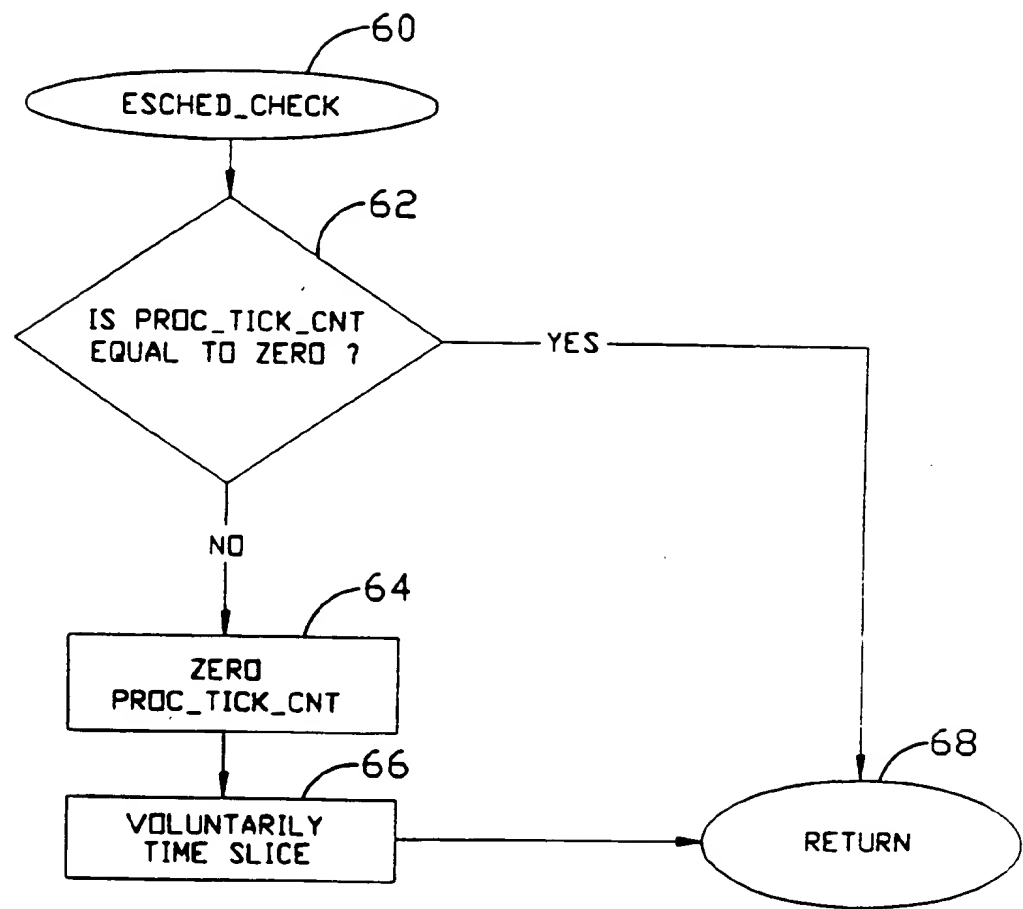 60
ESCHED_CHECK
62
IS PROC_TICK_CNT
EQUAL TO ZERO ?
YES
NO
64
ZERO
PROC_TICK_CNT
66
VOLUNTARILY
TIME SLICE
68
RETURN